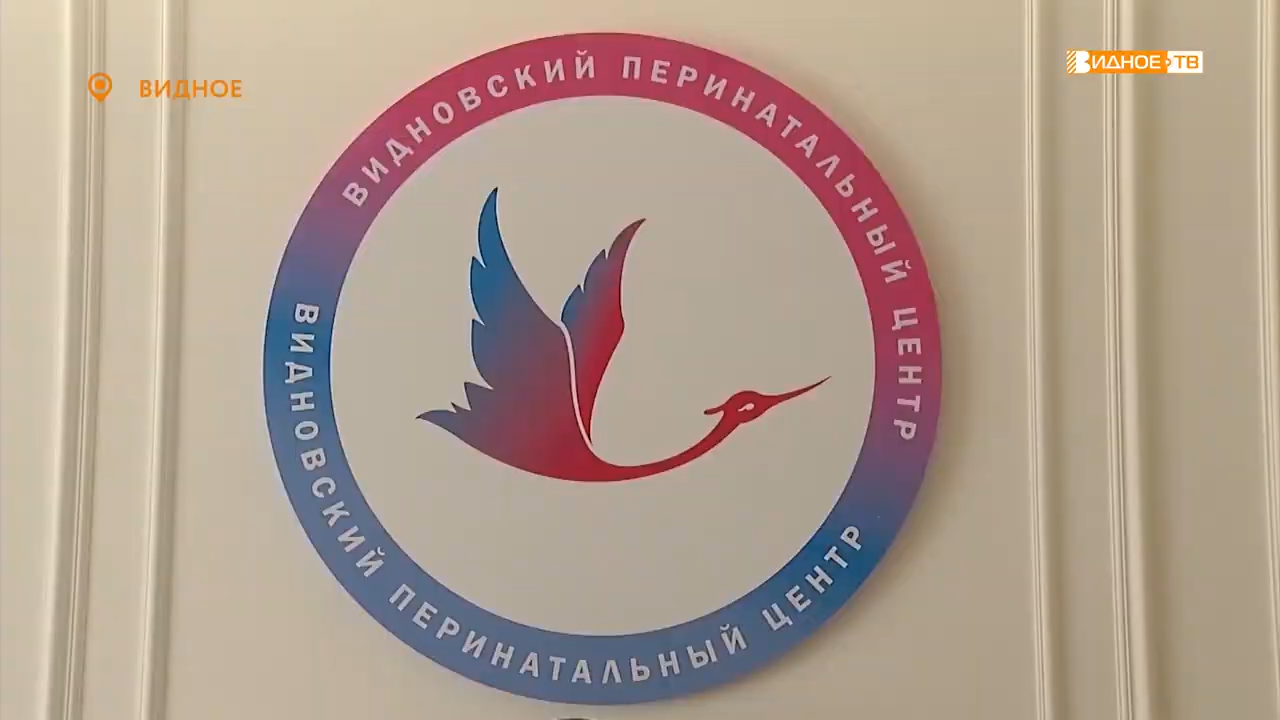 ВИДНОЕ
ВИДНОЕ ТВ
ВИДНОВСКИЙ ПЕРИНАТАЛЬНЫЙ ЦЕНТР
ВИДНОВСКИЙ ПЕРИНАТАЛЬНЫЙ ЦЕНТР